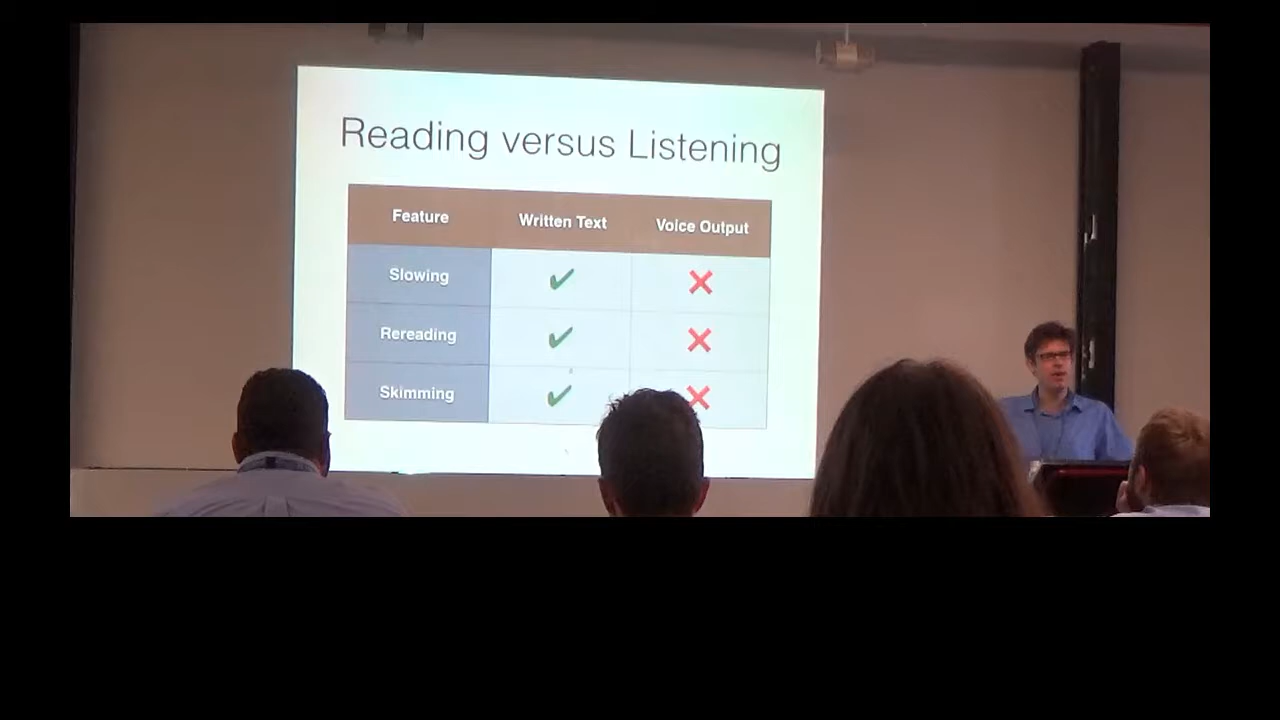 Reading versus Listening
Feature Written Text Voice Output
Slowing ✔ ✘
Rereading ✔ ✘
Skimming ✔ ✘